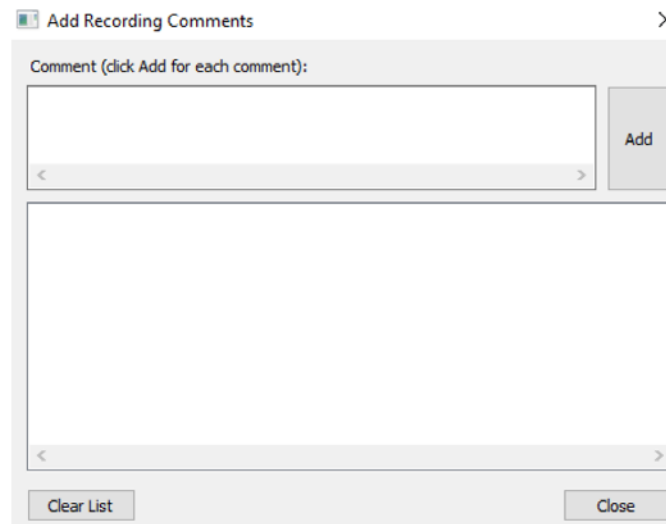 Add Recording Comments
Comment (click Add for each comment):
Add
Clear List
Close